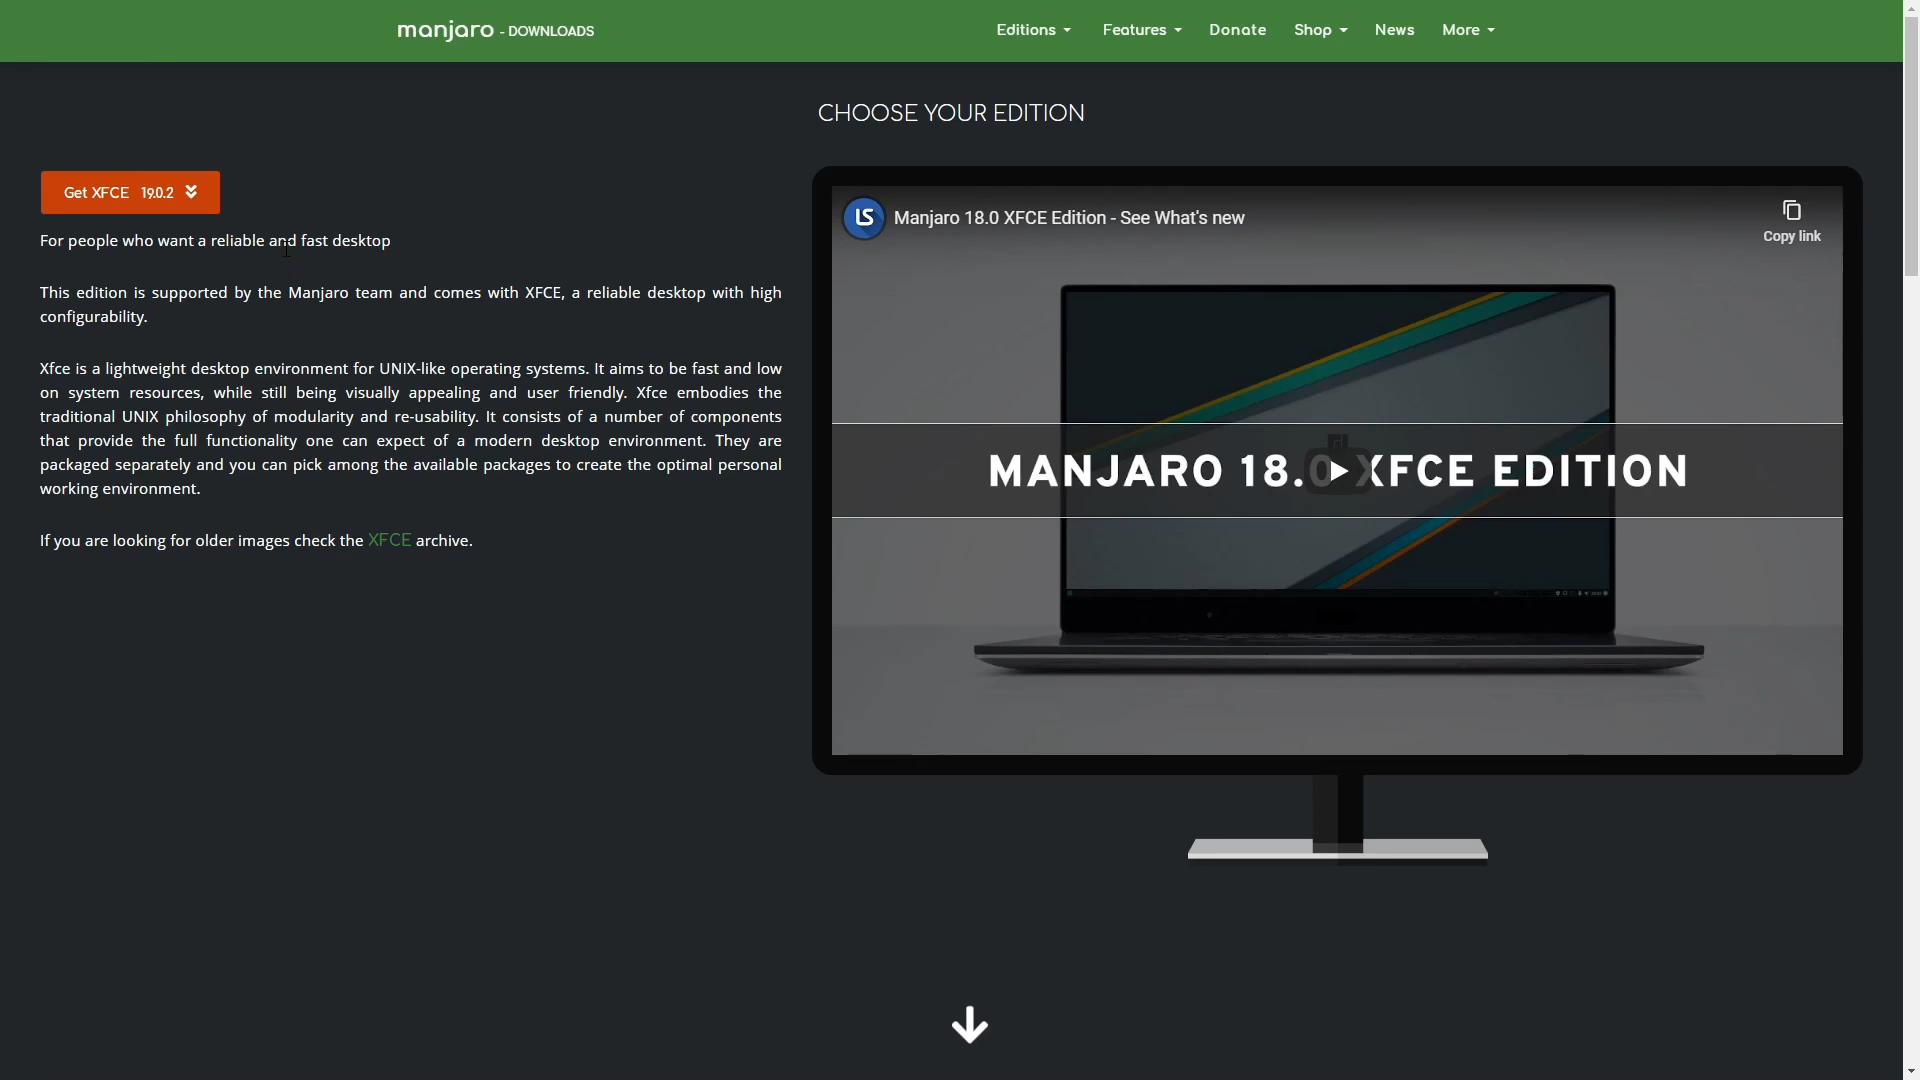 manjaro - DOWNLOADS
Editions
Features
Donate
Shop
News
More
CHOOSE YOUR EDITION
Get XFCE 19.0.2
For people who want a reliable and fast desktop
This edition is supported by the Manjaro team and comes with XFCE, a reliable desktop with high
configurability.
Xfce is a lightweight desktop environment for UNIX-like operating systems. It aims to be fast and low
on system resources, while still being visually appealing and user friendly. Xfce embodies the
traditional UNIX philosophy of modularity and re-usability. It consists of a number of components
that provide the full functionality one can expect of a modern desktop environment. They are
packaged separately and you can pick among the available packages to create the optimal personal
working environment.
If you are looking for older images check the XFCE archive.
LS
Manjaro 18.0 XFCE Edition - See What's new
Copy link
MANJARO 18.0 XFCE EDITION